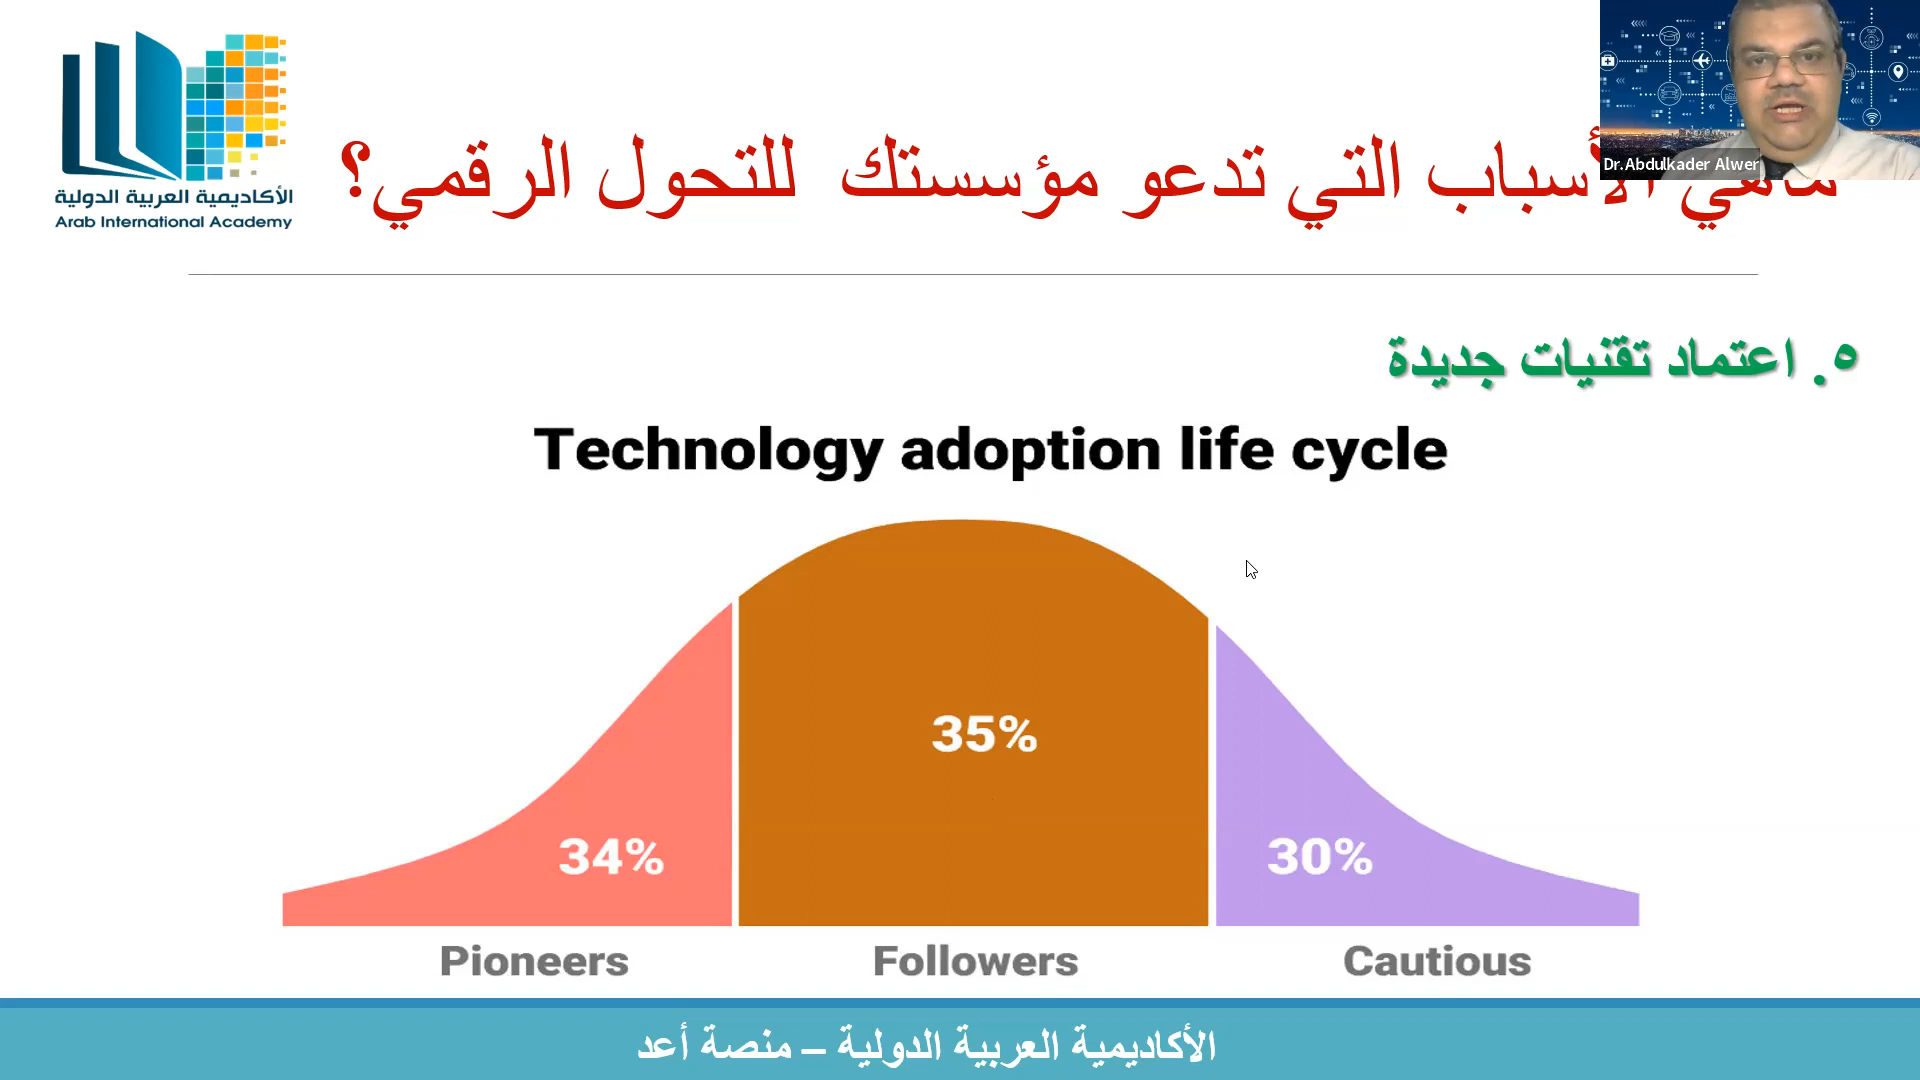 الأكاديمية العربية الدولية
Arab International Academy
ماهي الأسباب التي تدعو مؤسستك للتحول الرقمي؟
Dr.Abdulkader Alwer
٥. اعتماد تقنيات جديدة
Technology adoption life cycle
35%
34%
30%
Pioneers
Followers
Cautious
الأكاديمية العربية الدولية – منصة أعد